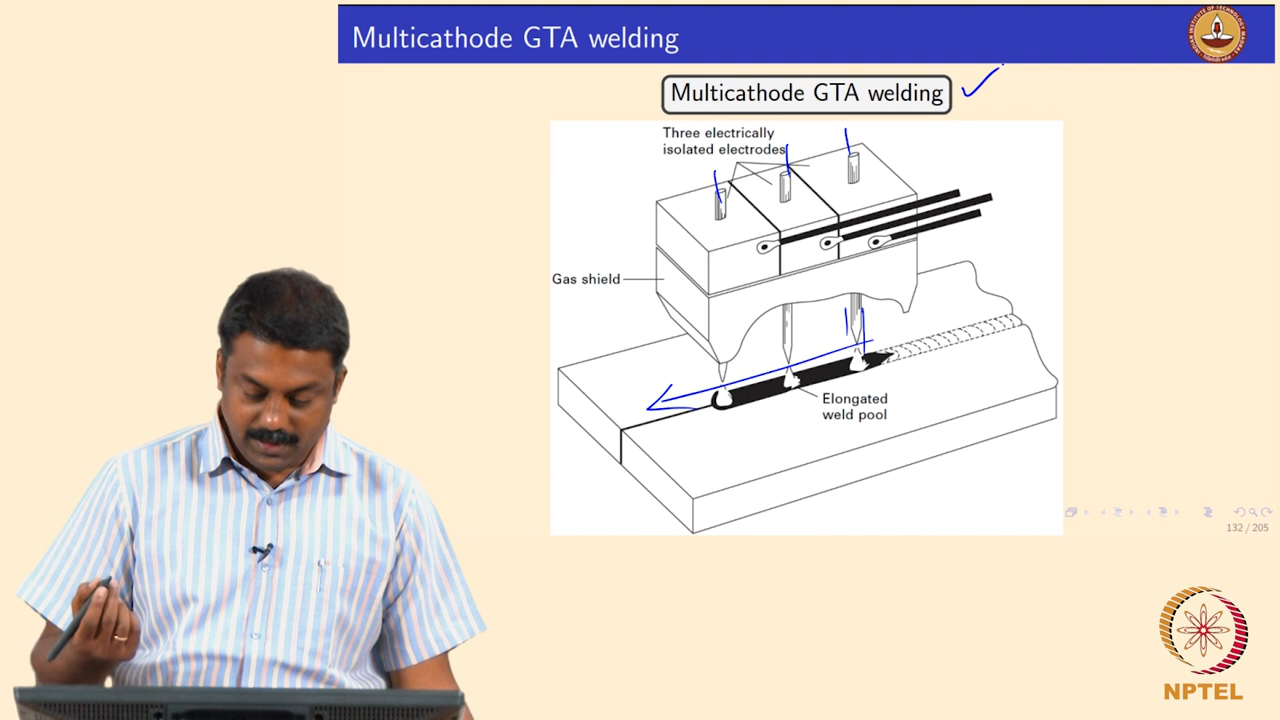 Multicathode GTA welding
Multicathode GTA welding
Three electrically
isolated electrodes
Gas shield
Elongated
weld pool
132 / 205
NPTEL